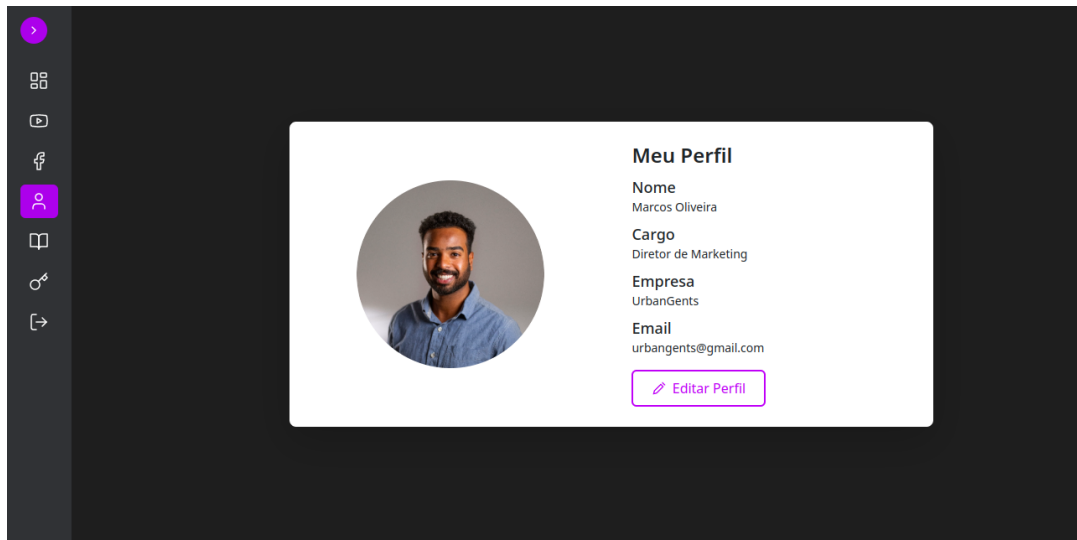 Meu Perfil
Nome
Marcos Oliveira
Cargo
Diretor de Marketing
Empresa
UrbanGents
Email
urbangents@gmail.com
Editar Perfil